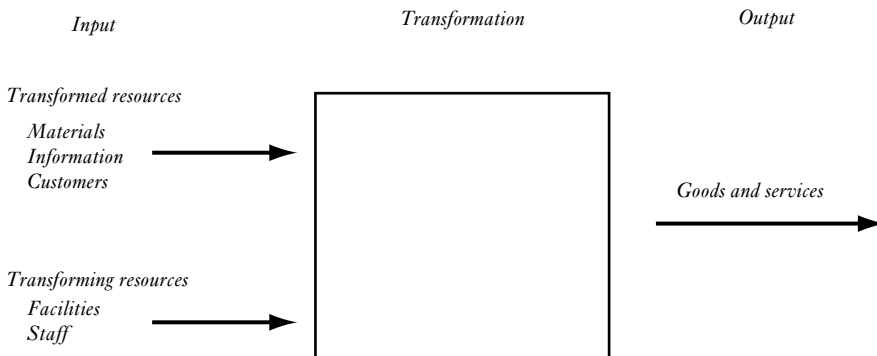 Input
Transformation
Output
Transformed resources
Materials
Information
Customers
Goods and services
Transforming resources
Facilities
Staff